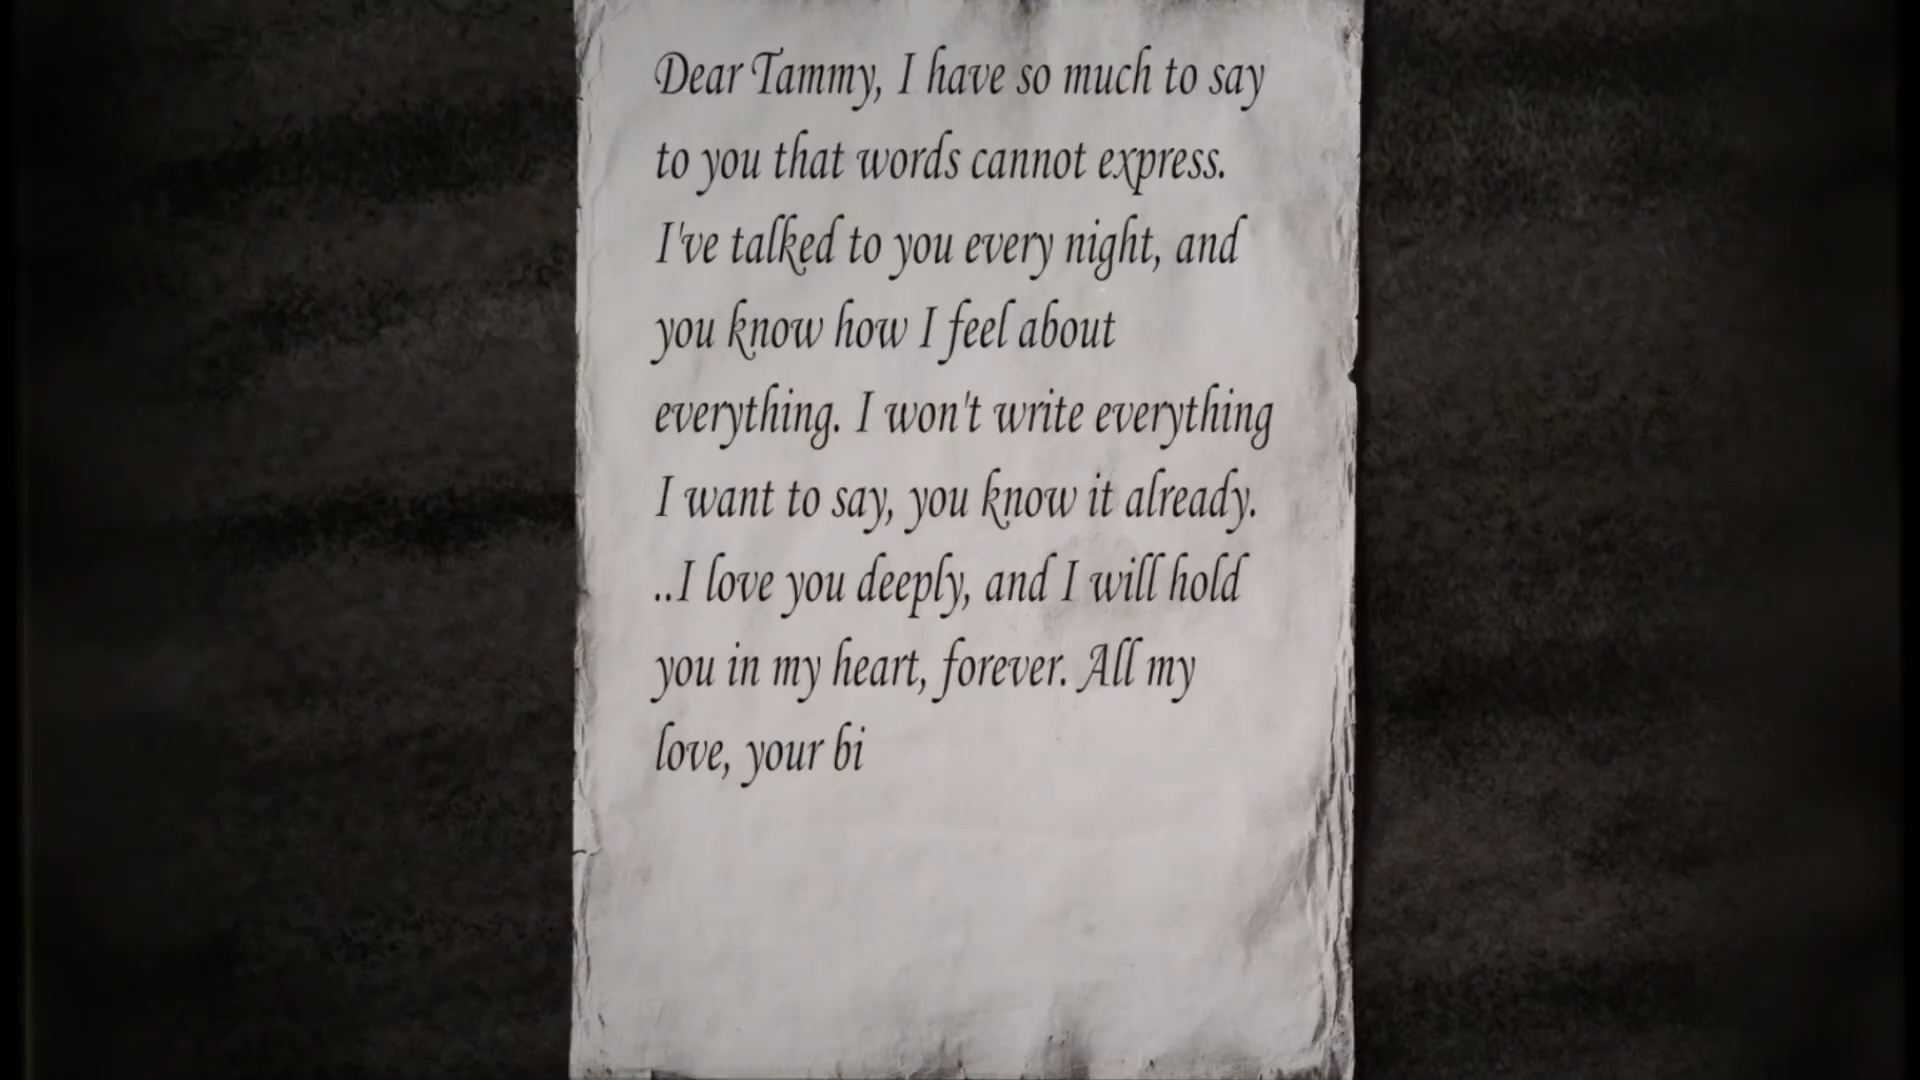 Dear Tammy, I have so much to say
to you that words cannot express.
I've talked to you every night, and
you know how I feel about
everything. I won't write everything
I want to say, you know it already.
..I love you deeply, and I will hold
you in my heart, forever. All my
love, your bi